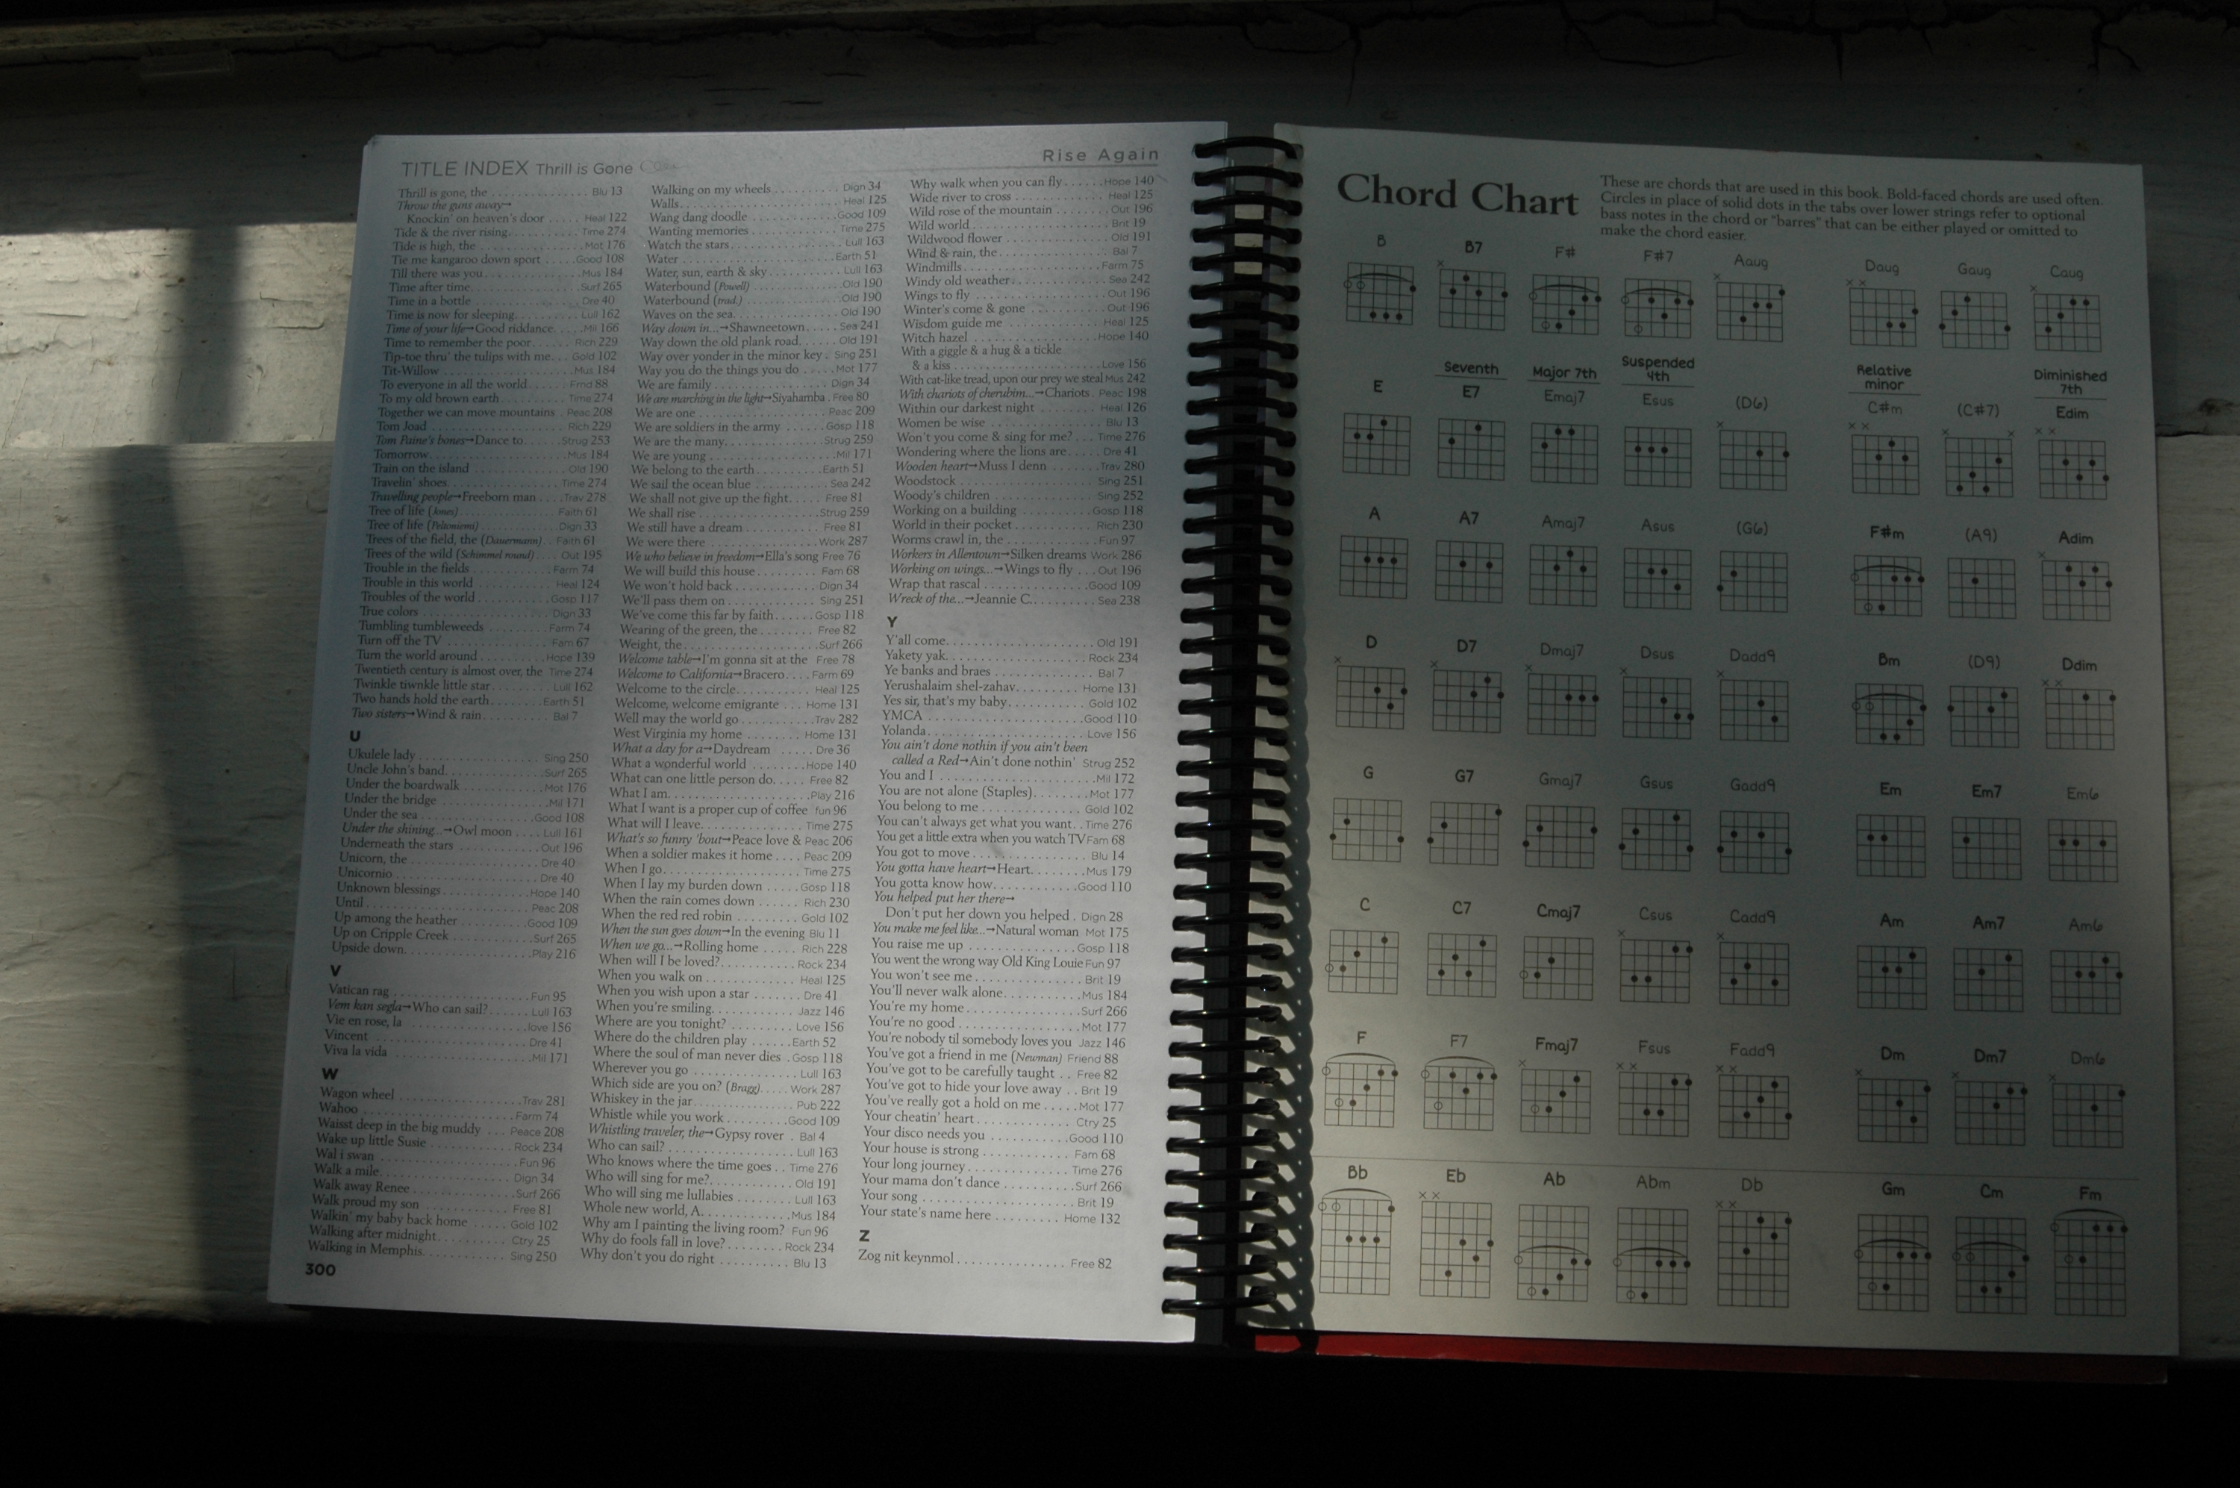 TITLE INDEX Thrill is Gone
Rise Again
Thrill is gone, the ..... Blu 13
Throw the guns away→
Knockin' on heaven's door ..... Heal 122
Tide & the river rising ..... Time 274
Tide is high, the ..... Mot 176
Tie me kangaroo down sport ..... Good 108
Till there was you ..... Mus 184
Time after time ..... Surf 265
Time in a bottle ..... Dre 40
Time is now for sleeping ..... Lull 162
Time of your life→Good riddance ..... Mil 166
Time to remember the poor ..... Rich 229
Tip-toe thru' the tulips with me ..... Gold 102
Tit-Willow ..... Mus 184
To everyone in all the world ..... Frnd 88
To my old brown earth ..... Time 274
Together we can move mountains ..... Peac 208
Tom Joad ..... Rich 229
Tom Paine's bones→Dance to ..... Strug 253
Tomorrow ..... Mus 184
Train on the island ..... Old 190
Travelin' shoes ..... Time 274
Travelling people→Freeborn man ..... Trav 278
Tree of life (Jones) ..... Faith 61
Tree of life (Peltoniemi) ..... Dign 33
Trees of the field, the (Dauermann) ..... Faith 61
Trees of the wild (Schimmel round) ..... Out 195
Trouble in the fields ..... Farm 74
Trouble in this world ..... Heal 124
Troubles of the world ..... Gosp 117
True colors ..... Dign 33
Tumbling tumbleweeds ..... Farm 74
Turn off the TV ..... Fam 67
Turn the world around ..... Hope 139
Twentieth century is almost over, the Time 274
Twinkle tiwnkle little star ..... Lull 162
Two hands hold the earth ..... Earth 51
Two sisters→Wind & rain ..... Bal 7
U
Ukulele lady ..... Sing 250
Uncle John's band ..... Surf 265
Under the boardwalk ..... Mot 176
Under the bridge ..... Mil 171
Under the sea ..... Good 108
Under the shining...→Owl moon ..... Lull 161
Underneath the stars ..... Out 196
Unicorn, the ..... Dre 40
Unicornio ..... Dre 40
Unknown blessings ..... Hope 140
Until ..... Peac 208
Up among the heather ..... Good 109
Up on Cripple Creek ..... Surf 265
Upside down ..... Play 216
V
Vatican rag ..... Fun 95
Vem kan segla→Who can sail? ..... Lull 163
Vie en rose, la ..... love 156
Vincent ..... Dre 41
Viva la vida ..... Mil 171
W
Wagon wheel ..... Trav 281
Wahoo ..... Farm 74
Waisst deep in the big muddy ..... Peace 208
Wake up little Susie ..... Rock 234
Wal i swan ..... Fun 96
Walk a mile ..... Dign 34
Walk away Renee ..... Surf 266
Walk proud my son ..... Free 81
Walkin' my baby back home ..... Gold 102
Walking after midnight ..... Ctry 25
Walking in Memphis ..... Sing 250
300
Walking on my wheels ..... Dign 34
Walls ..... Heal 125
Wang dang doodle ..... Good 109
Wanting memories ..... Time 275
Watch the stars ..... Lull 163
Water ..... Earth 51
Water, sun, earth & sky ..... Lull 163
Waterbound (Powell) ..... Old 190
Waterbound (trad.) ..... Old 190
Waves on the sea ..... Old 190
Way down in...→Shawneetown ..... Sea 241
Way down the old plank road ..... Old 191
Way over yonder in the minor key . Sing 251
Way you do the things you do ..... Mot 177
We are family ..... Dign 34
We are marching in the light→Siyahamba . Free 80
We are one ..... Peac 209
We are soldiers in the army ..... Gosp 118
We are the many ..... Strug 259
We are young ..... Mil 171
We belong to the earth ..... Earth 51
We sail the ocean blue ..... Sea 242
We shall not give up the fight ..... Free 81
We shall rise ..... Strug 259
We still have a dream ..... Free 81
We were there ..... Work 287
We who believe in freedom→Ella's song Free 76
We will build this house ..... Fam 68
We won't hold back ..... Dign 34
We'll pass them on ..... Sing 251
We've come this far by faith ..... Gosp 118
Wearing of the green, the ..... Free 82
Weight, the ..... Surf 266
Welcome table→I'm gonna sit at the Free 78
Welcome to California→Bracero ..... Farm 69
Welcome to the circle ..... Heal 125
Welcome, welcome emigrante ..... Home 131
Well may the world go ..... Trav 282
West Virginia my home ..... Home 131
What a day for a→Daydream ..... Dre 36
What a wonderful world ..... Hope 140
What can one little person do ..... Free 82
What I am ..... Play 216
What I want is a proper cup of coffee fun 96
What will I leave ..... Time 275
What's so funny 'bout→Peace love & Peac 206
When a soldier makes it home ..... Peac 209
When I go ..... Time 275
When I lay my burden down ..... Gosp 118
When the rain comes down ..... Rich 230
When the red red robin ..... Gold 102
When the sun goes down→In the evening Blu 11
When we go...→Rolling home ..... Rich 228
When will I be loved? ..... Rock 234
When you walk on ..... Heal 125
When you wish upon a star ..... Dre 41
When you're smiling ..... Jazz 146
Where are you tonight? ..... Love 156
Where do the children play ..... Earth 52
Where the soul of man never dies . Gosp 118
Wherever you go ..... Lull 163
Which side are you on? (Bragg) ..... Work 287
Whiskey in the jar ..... Pub 222
Whistle while you work ..... Good 109
Whistling traveler, the→Gypsy rover . Bal 4
Who can sail? ..... Lull 163
Who knows where the time goes . . Time 276
Who will sing for me? ..... Old 191
Who will sing me lullabies ..... Lull 163
Whole new world, A ..... Mus 184
Why am I painting the living room? Fun 96
Why do fools fall in love? ..... Rock 234
Why don't you do right ..... Blu 13
Why walk when you can fly ..... Hope 140
Wide river to cross ..... Heal 125
Wild rose of the mountain ..... Out 196
Wild world ..... Brit 19
Wildwood flower ..... Old 191
Wind & rain, the ..... Bal 7
Windmills ..... Farm 75
Windy old weather ..... Sea 242
Wings to fly ..... Out 196
Winter's come & gone ..... Out 196
Wisdom guide me ..... Heal 125
Witch hazel ..... Hope 140
With a giggle & a hug & a tickle
& a kiss ..... Love 156
With cat-like tread, upon our prey we steal Mus 242
With chariots of cherubim...→Chariots . Peac 198
Within our darkest night ..... Heal 126
Women be wise ..... Blu 13
Won't you come & sing for me? ..... Time 276
Wondering where the lions are ..... Dre 41
Wooden heart→Muss I denn ..... Trav 280
Woodstock ..... Sing 251
Woody's children ..... Sing 252
Working on a building ..... Gosp 118
World in their pocket ..... Rich 230
Worms crawl in, the ..... Fun 97
Workers in Allentown→Silken dreams Work 286
Working on wings...→Wings to fly ..... Out 196
Wrap that rascal ..... Good 109
Wreck of the...→Jeannie C. ..... Sea 238
Y
Y'all come ..... Old 191
Yakety yak ..... Rock 234
Ye banks and braes ..... Bal 7
Yerushalaim shel-zahav ..... Home 131
Yes sir, that's my baby ..... Gold 102
YMCA ..... Good 110
Yolanda ..... Love 156
You ain't done nothin if you ain't been
called a Red→Ain't done nothin' Strug 252
You and I ..... Mil 172
You are not alone (Staples) ..... Mot 177
You belong to me ..... Gold 102
You can't always get what you want . . Time 276
You get a little extra when you watch TV Fam 68
You got to move ..... Blu 14
You gotta have heart→Heart ..... Mus 179
You gotta know how ..... Good 110
You helped put her there→
Don't put her down you helped . Dign 28
You make me feel like...→Natural woman Mot 175
You raise me up ..... Gosp 118
You went the wrong way Old King Louie Fun 97
You won't see me ..... Brit 19
You'll never walk alone ..... Mus 184
You're my home ..... Surf 266
You're no good ..... Mot 177
You're nobody til somebody loves you Jazz 146
You've got a friend in me (Newman) Friend 88
You've got to be carefully taught . . Free 82
You've got to hide your love away . . Brit 19
You've really got a hold on me ..... Mot 177
Your cheatin' heart ..... Ctry 25
Your disco needs you ..... Good 110
Your house is strong ..... Fam 68
Your long journey ..... Time 276
Your mama don't dance ..... Surf 266
Your song ..... Brit 19
Your state's name here ..... Home 132
Z
Zog nit keynmol ..... Free 82
Chord Chart
These are chords that are used in this book. Bold-faced chords are used often.
Circles in place of solid dots in the tabs over lower strings refer to optional
bass notes in the chord or "barres" that can be either played or omitted to
make the chord easier.
B B7 F# F#7 Aaug Daug Gaug Caug
Seventh Major 7th Suspended 4th Relative minor Diminished 7th
E E7 Emaj7 Esus (D6) C#m (C#7) Edim
A A7 Amaj7 Asus (G6) F#m (A9) Adim
D D7 Dmaj7 Dsus Dadd9 Bm (D9) Ddim
G G7 Gmaj7 Gsus Gadd9 Em Em7 Em6
C C7 Cmaj7 Csus Cadd9 Am Am7 Am6
F F7 Fmaj7 Fsus Fadd9 Dm Dm7 Dm6
Bb Eb Ab Abm Db Gm Cm Fm